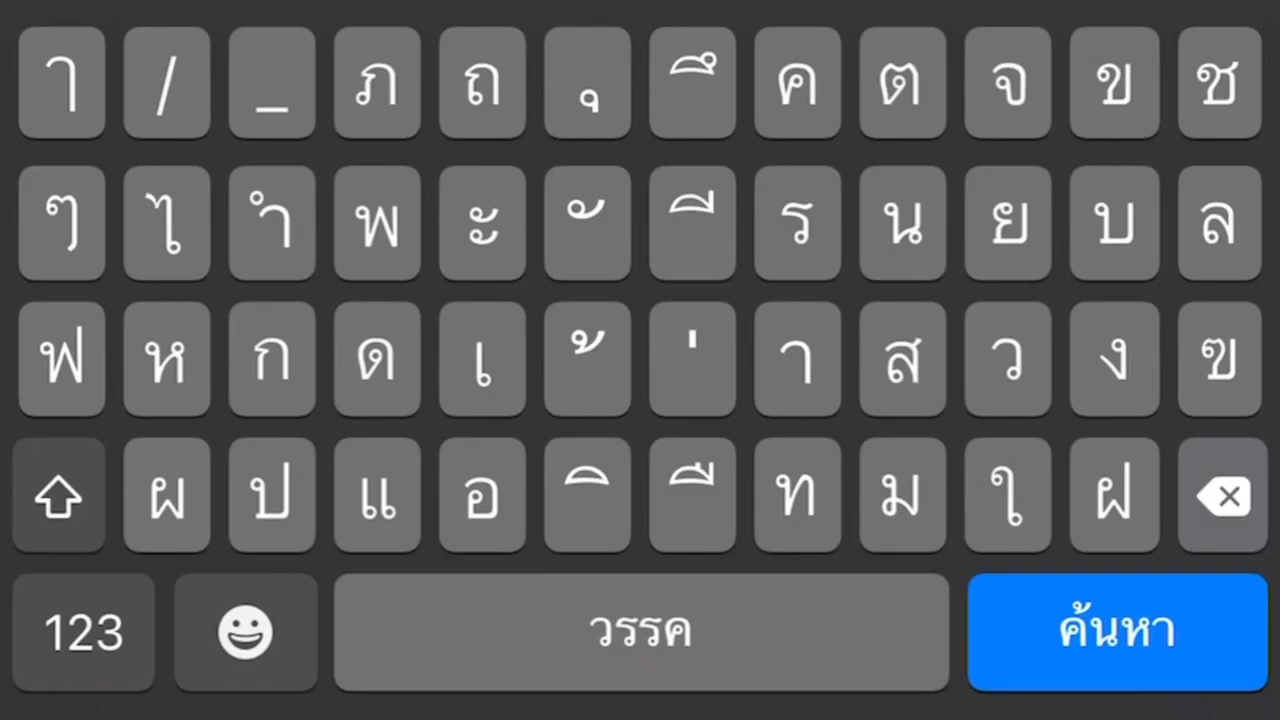 ๅ / _ ภ ถ ุ ึ ค ต จ ข ช
ๆ ไ ำ พ ะ ั ี ร น ย บ ล
ฟ ห ก ด เ ้ ่ า ส ว ง ฃ
ผ ป แ อ ิ ื ท ม ใ ฝ
123 วรรค ค้นหา